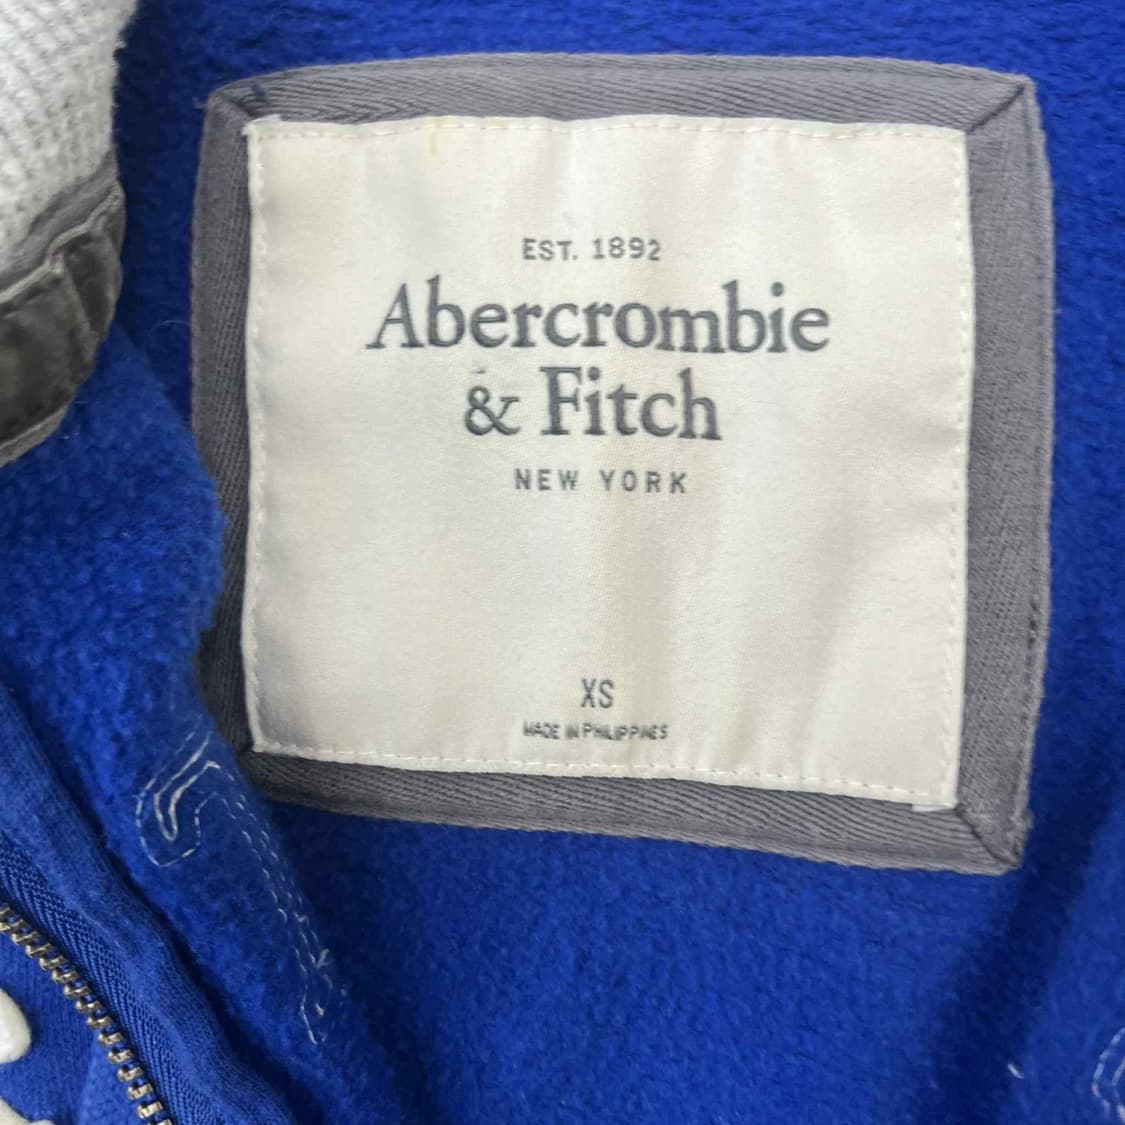 EST. 1892
Abercrombie
& Fitch
NEW YORK
XS
MADE IN PHILIPPINES